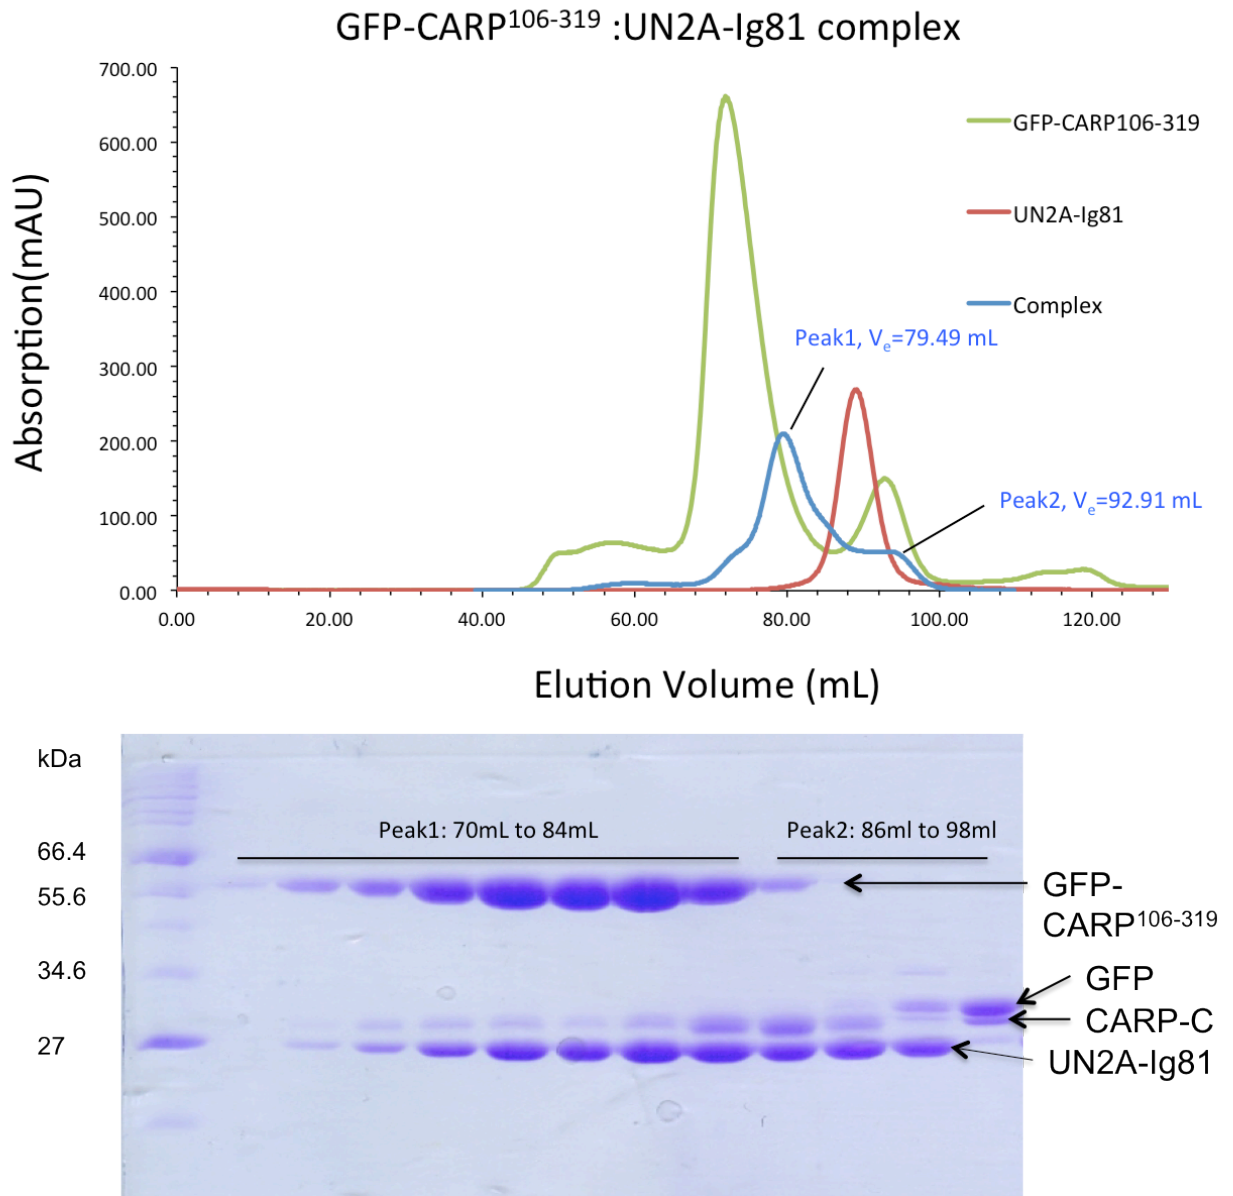 GFP-CARP106-319 :UN2A-Ig81 complex
Absorption(mAU)
700.00
600.00
500.00
400.00
300.00
200.00
100.00
0.00
GFP-CARP106-319
UN2A-Ig81
Complex
Peak1, Ve=79.49 mL
Peak2, Ve=92.91 mL
0.00 20.00 40.00 60.00 80.00 100.00 120.00
Elution Volume (mL)
kDa
66.4
55.6
34.6
27
Peak1: 70mL to 84mL
Peak2: 86ml to 98ml
GFP-
CARP106-319
GFP
CARP-C
UN2A-Ig81